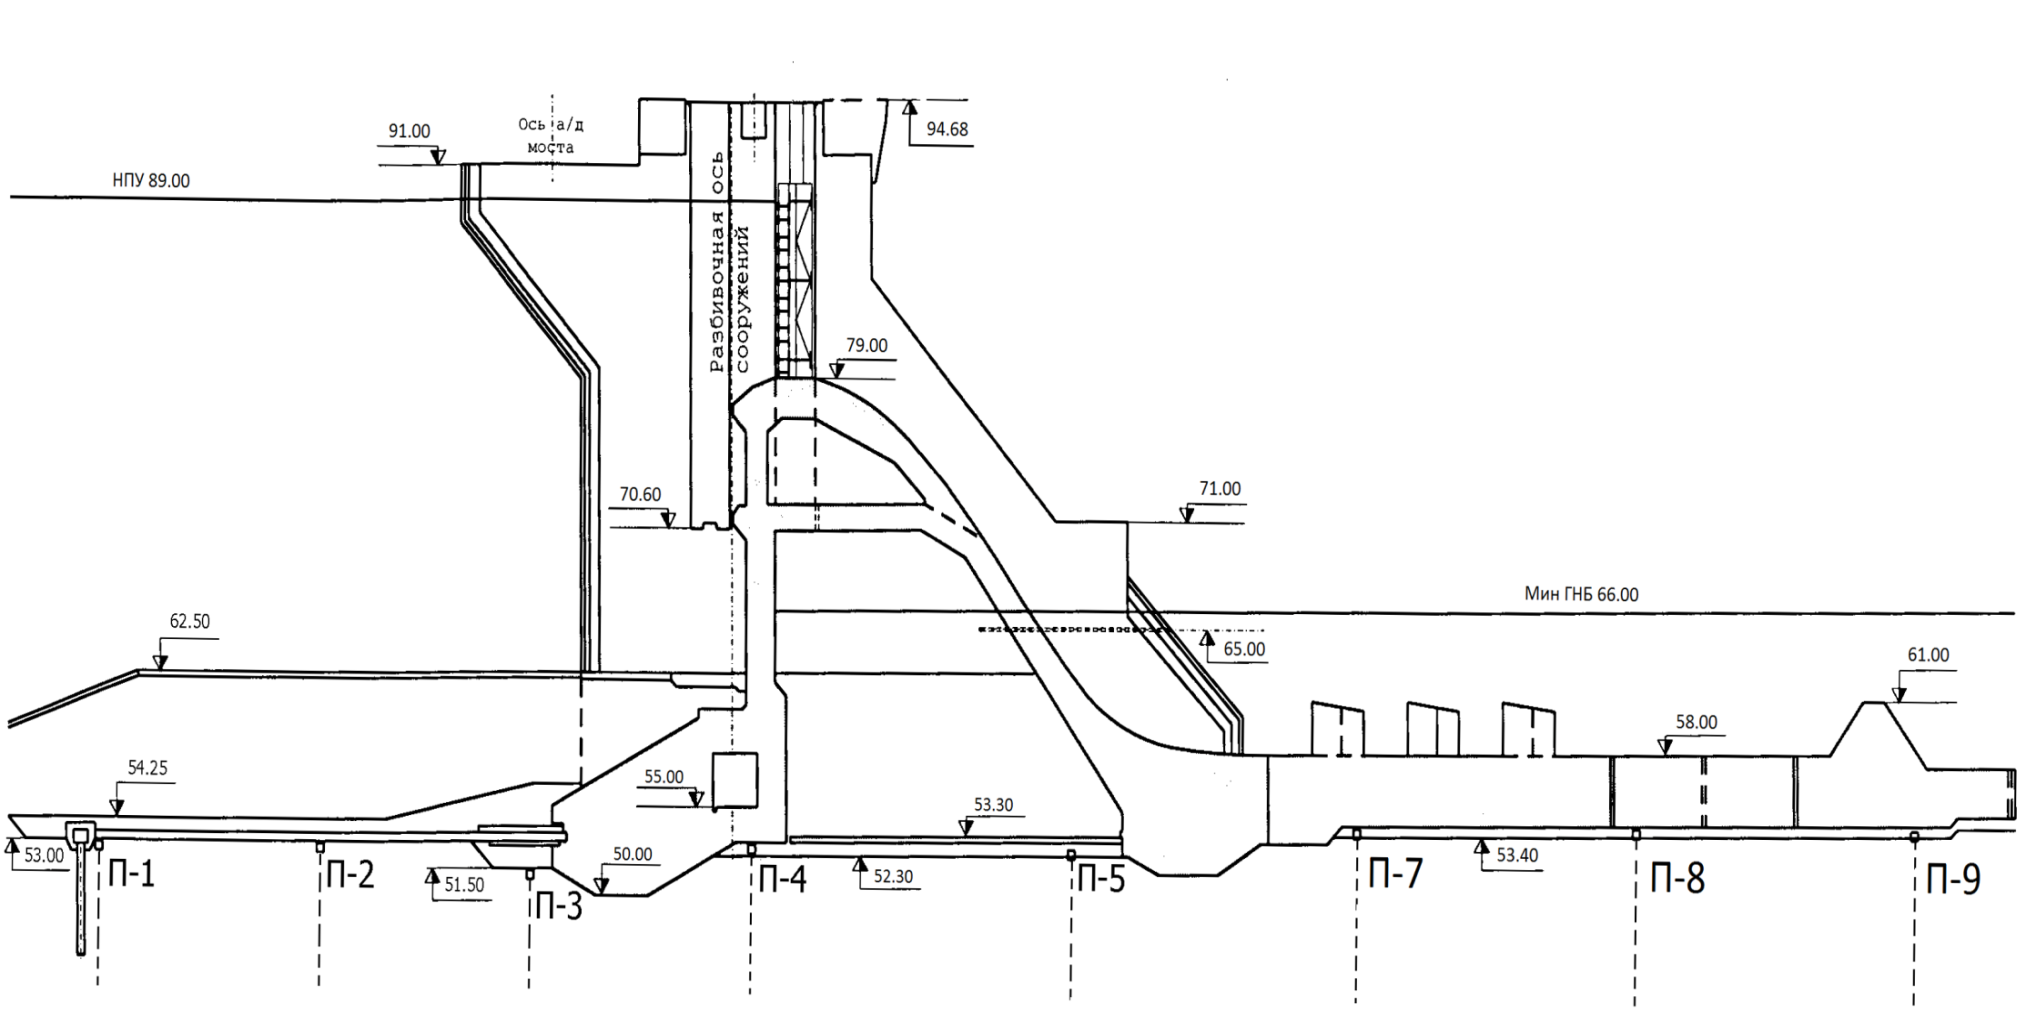 94.68
91.00
Ось а/д
моста
НПУ 89.00
Разбивочная ось
сооружений
79.00
70.60
71.00
Мин ГНБ 66.00
62.50
65.00
61.00
58.00
54.25
55.00
53.30
53.00
П-1
П-2
51.50
П-3
50.00
П-4
52.30
П-5
П-7
53.40
П-8
П-9